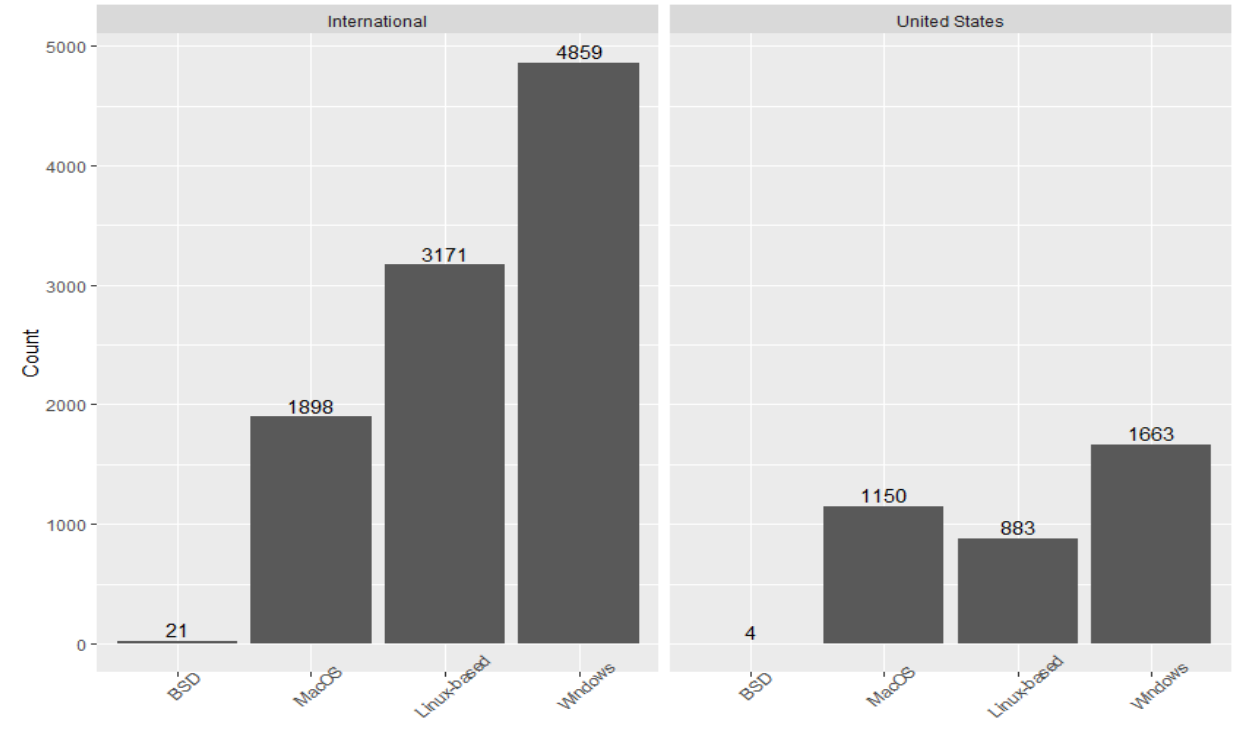 International
United States
Count
5000
4000
3000
2000
1000
0
21
1898
3171
4859
4
1150
883
1663
BSD
MacOS
Linux-based
Windows
BSD
MacOS
Linux-based
Windows